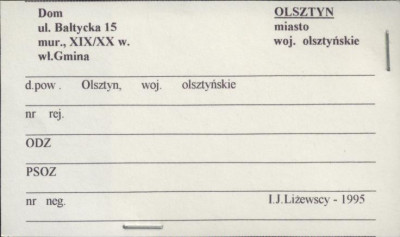 Dom
ul. Bałtycka 15
mur., XIX/XX w.
wł.Gmina
OLSZTYN
miasto
woj. olsztyńskie
d.pow . Olsztyn, woj. olsztyńskie
nr rej.
ODZ
PSOZ
nr neg. I.J.Liżewscy - 1995